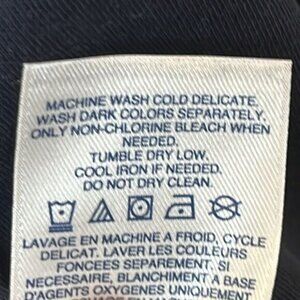 MACHINE WASH COLD DELICATE.
WASH DARK COLORS SEPARATELY.
ONLY NON-CHLORINE BLEACH WHEN
NEEDED.
TUMBLE DRY LOW.
COOL IRON IF NEEDED.
DO NOT DRY CLEAN.
LAVAGE EN MACHINE A FROID, CYCLE
DELICAT. LAVER LES COULEURS
FONCEES SEPAREMENT. SI
NECESSAIRE, BLANCHIMENT A BASE
D'AGENTS OXYGENES UNIQUEMENT.